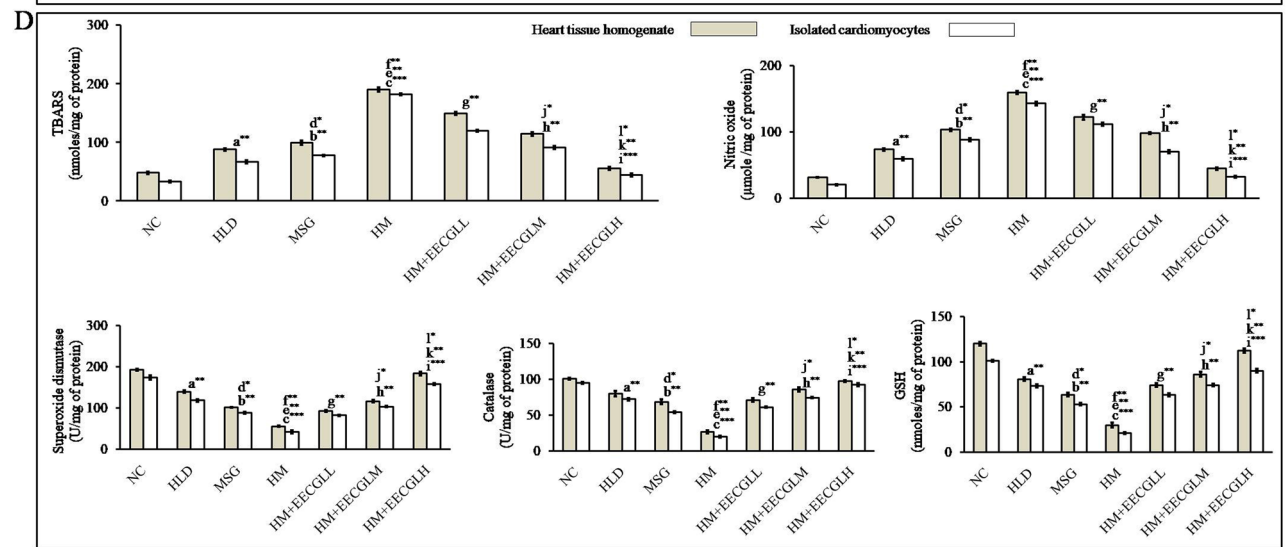 D
Heart tissue homogenate Isolated cardiomyocytes
TBARS
(nmoles/mg of protein)
300
200
100
0
a**
d*
b**
f**
e**
c***
g**
j*
h**
l*
k**
i***
NC HLD MSG HM HM+EECGLL HM+EECGLM HM+EECGLH
Nitric oxide
(µmole /mg of protein)
200
100
0
a**
d*
b**
f**
e**
c***
g**
j*
h**
l*
k**
i***
NC HLD MSG HM HM+EECGLL HM+EECGLM HM+EECGLH
Superoxide dismutase
(U/mg of protein)
300
200
100
0
a**
d*
b**
f**
e**
c***
g**
j*
h**
l*
k**
i***
NC HLD MSG HM HM+EECGLL HM+EECGLM HM+EECGLH
Catalase
(U/mg of protein)
150
100
50
0
a**
d*
b**
f**
e**
c***
g**
j*
h**
l*
k**
i***
NC HLD MSG HM HM+EECGLL HM+EECGLM HM+EECGLH
GSH
(nmoles/mg of protein)
150
100
50
0
a**
d*
b**
f**
e**
c***
g**
j*
h**
l*
k**
i***
NC HLD MSG HM HM+EECGLL HM+EECGLM HM+EECGLH